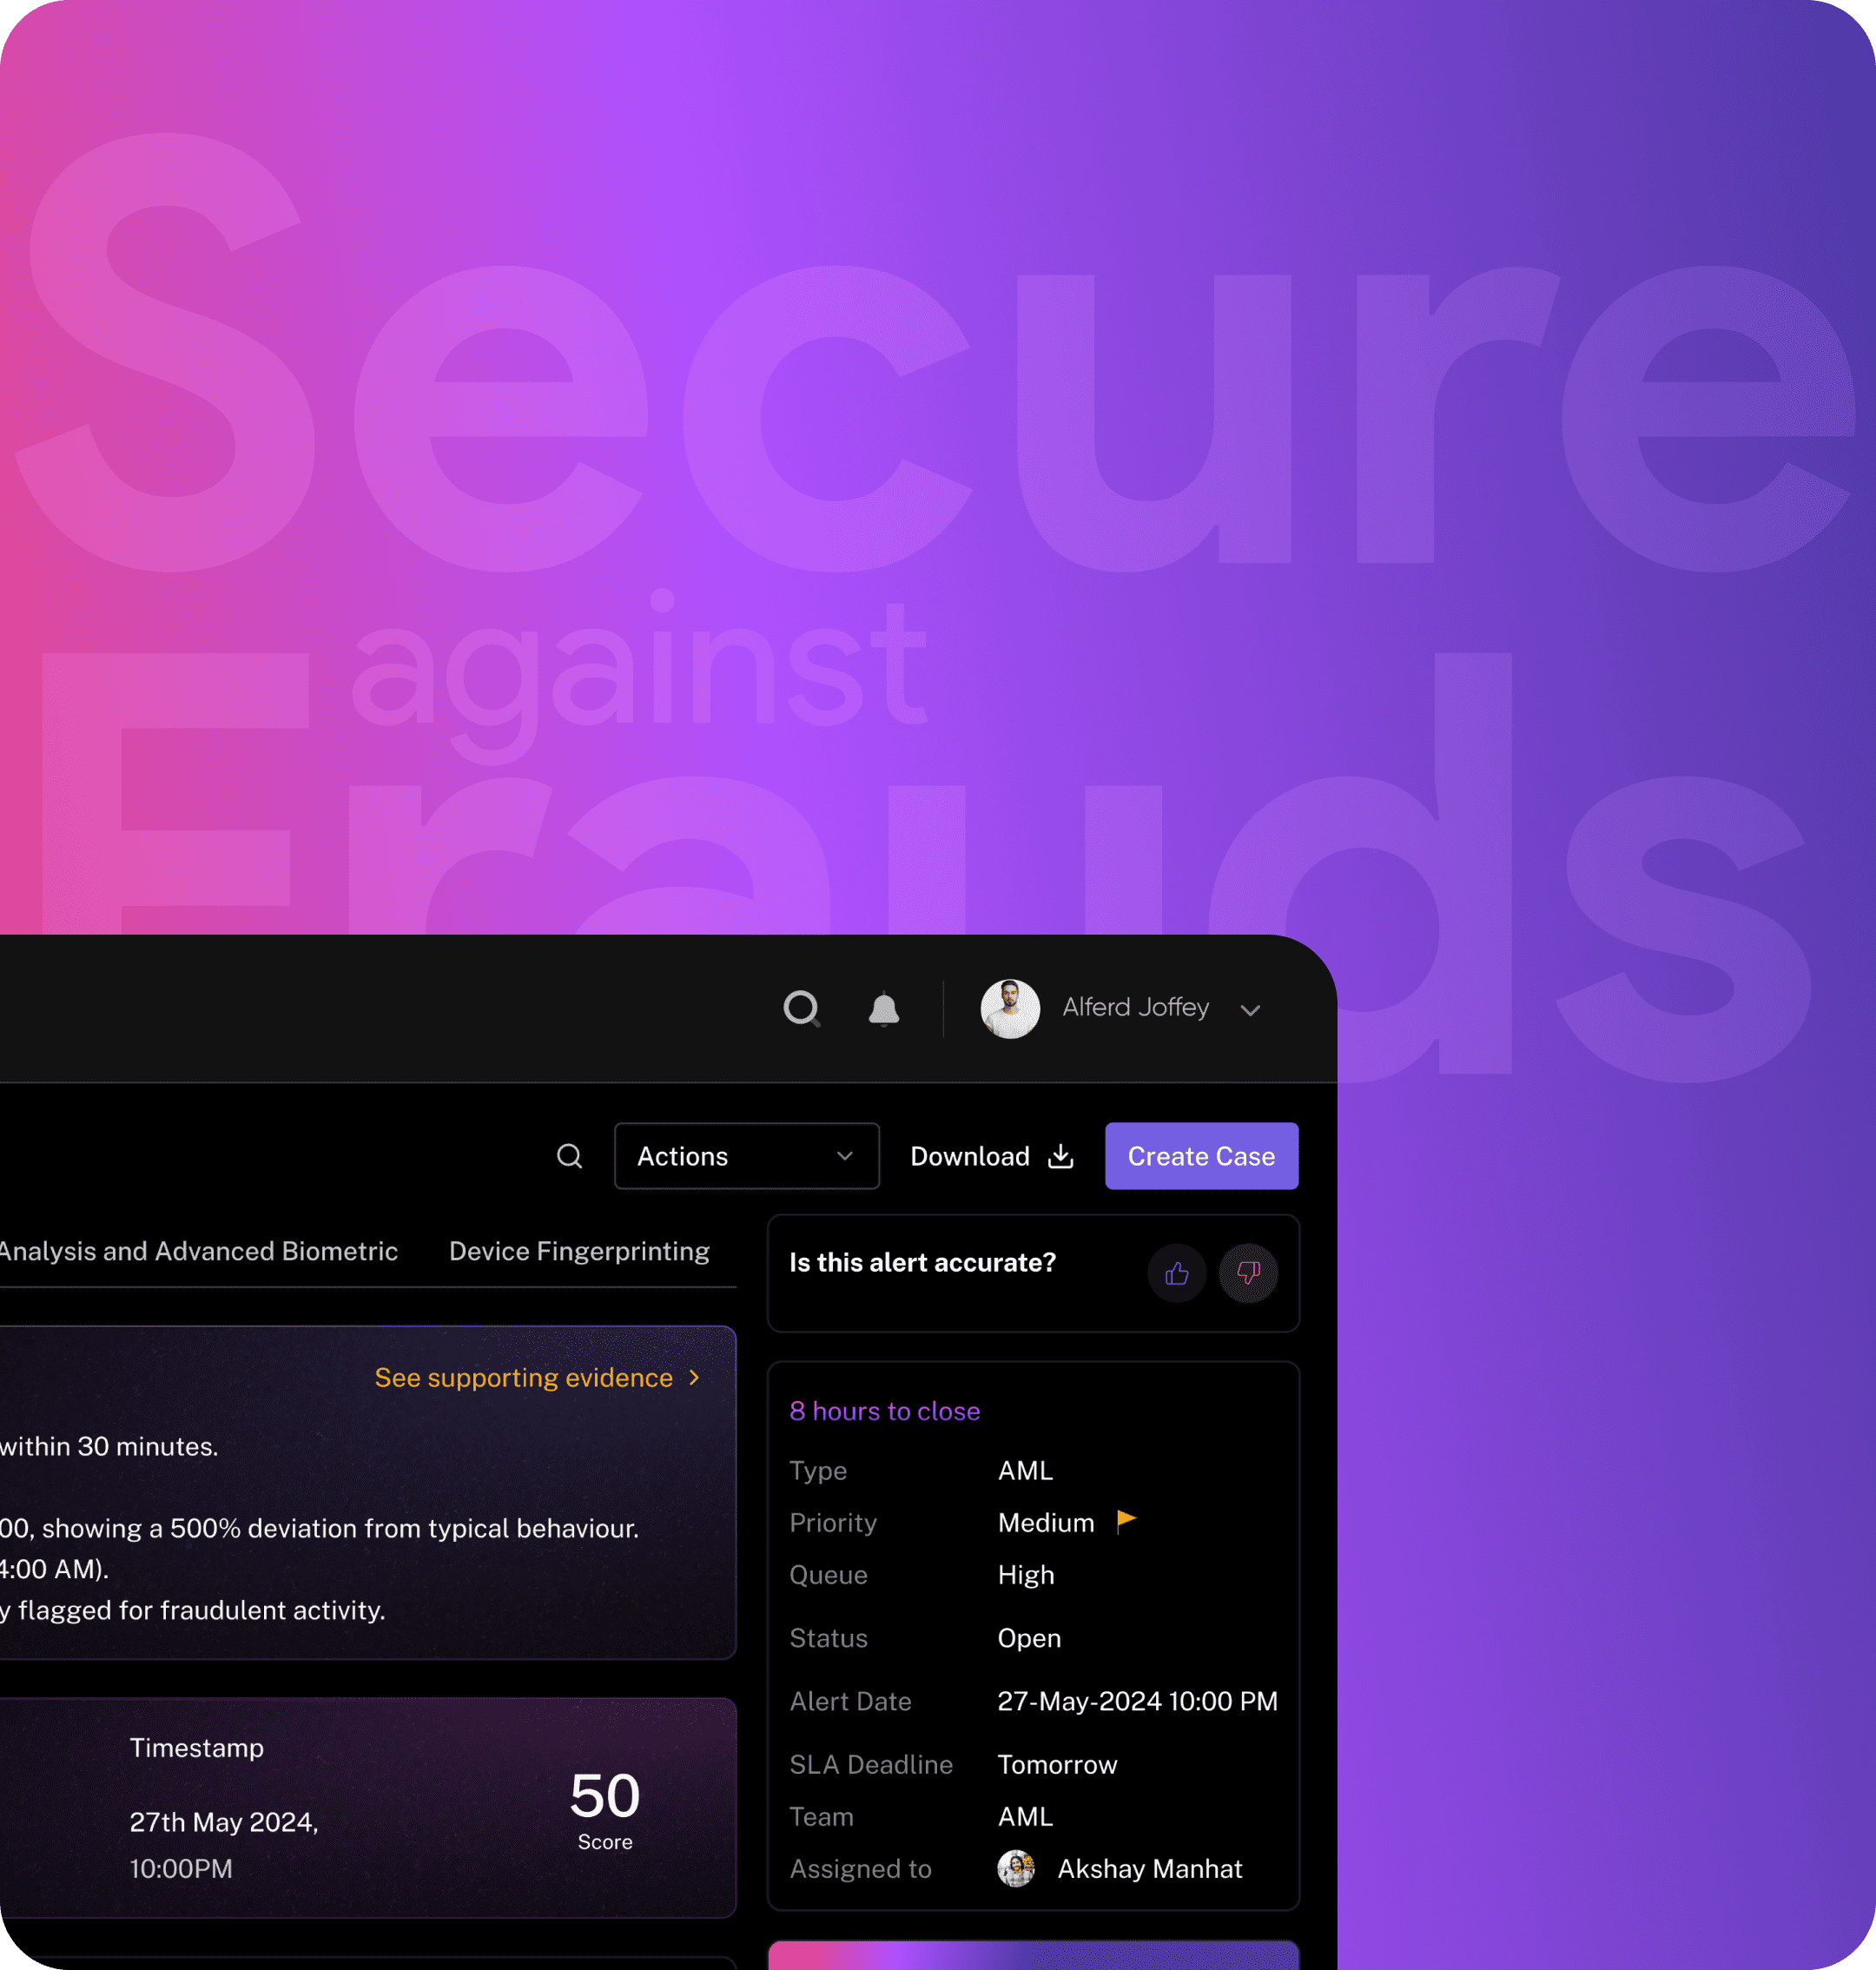 Secure
against
Frauds
Alferd Joffey
Actions
Download
Create Case
Analysis and Advanced Biometric
Device Fingerprinting
See supporting evidence
within 30 minutes.
00, showing a 500% deviation from typical behaviour.
4:00 AM).
y flagged for fraudulent activity.
Timestamp
27th May 2024,
10:00PM
50
Score
Is this alert accurate?
8 hours to close
Type AML
Priority Medium
Queue High
Status Open
Alert Date 27-May-2024 10:00 PM
SLA Deadline Tomorrow
Team AML
Assigned to Akshay Manhat